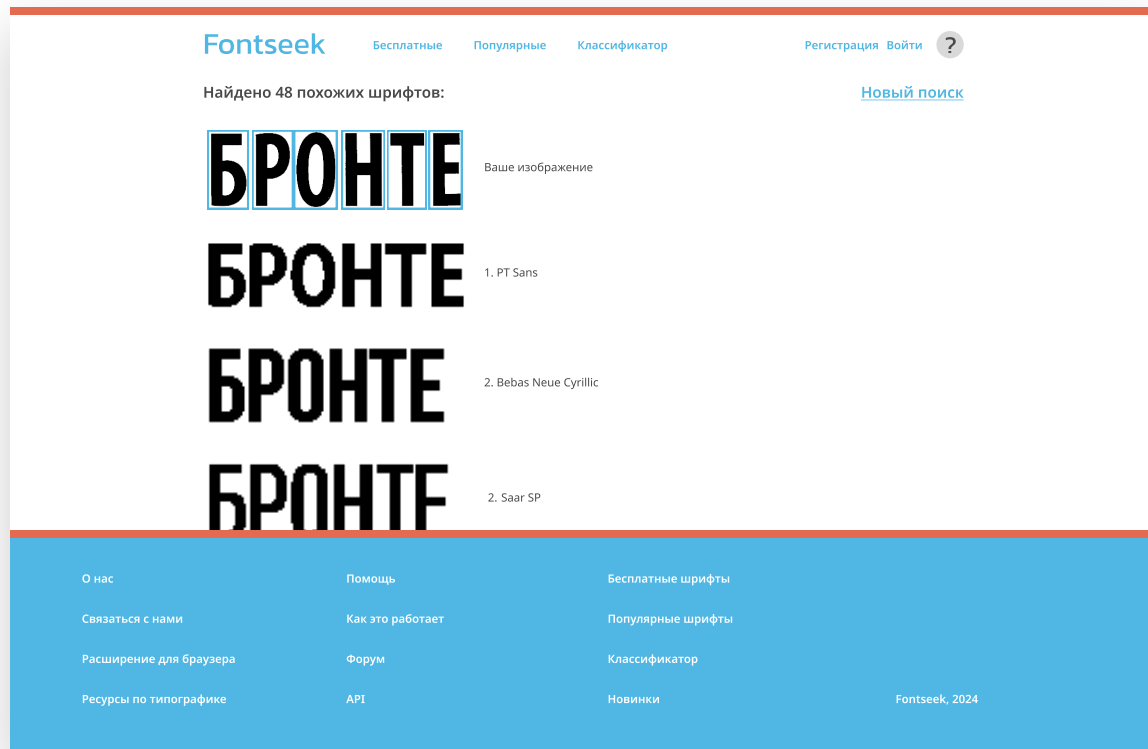 Fontseek Бесплатные Популярные Классификатор Регистрация Войти ?
Найдено 48 похожих шрифтов: Новый поиск
БРОНТЕ Ваше изображение
БРОНТЕ 1. PT Sans
БРОНТЕ 2. Bebas Neue Cyrillic
БРОНТЕ 2. Saar SP
О нас Помощь Бесплатные шрифты
Связаться с нами Как это работает Популярные шрифты
Расширение для браузера Форум Классификатор
Ресурсы по типографике API Новинки Fontseek, 2024